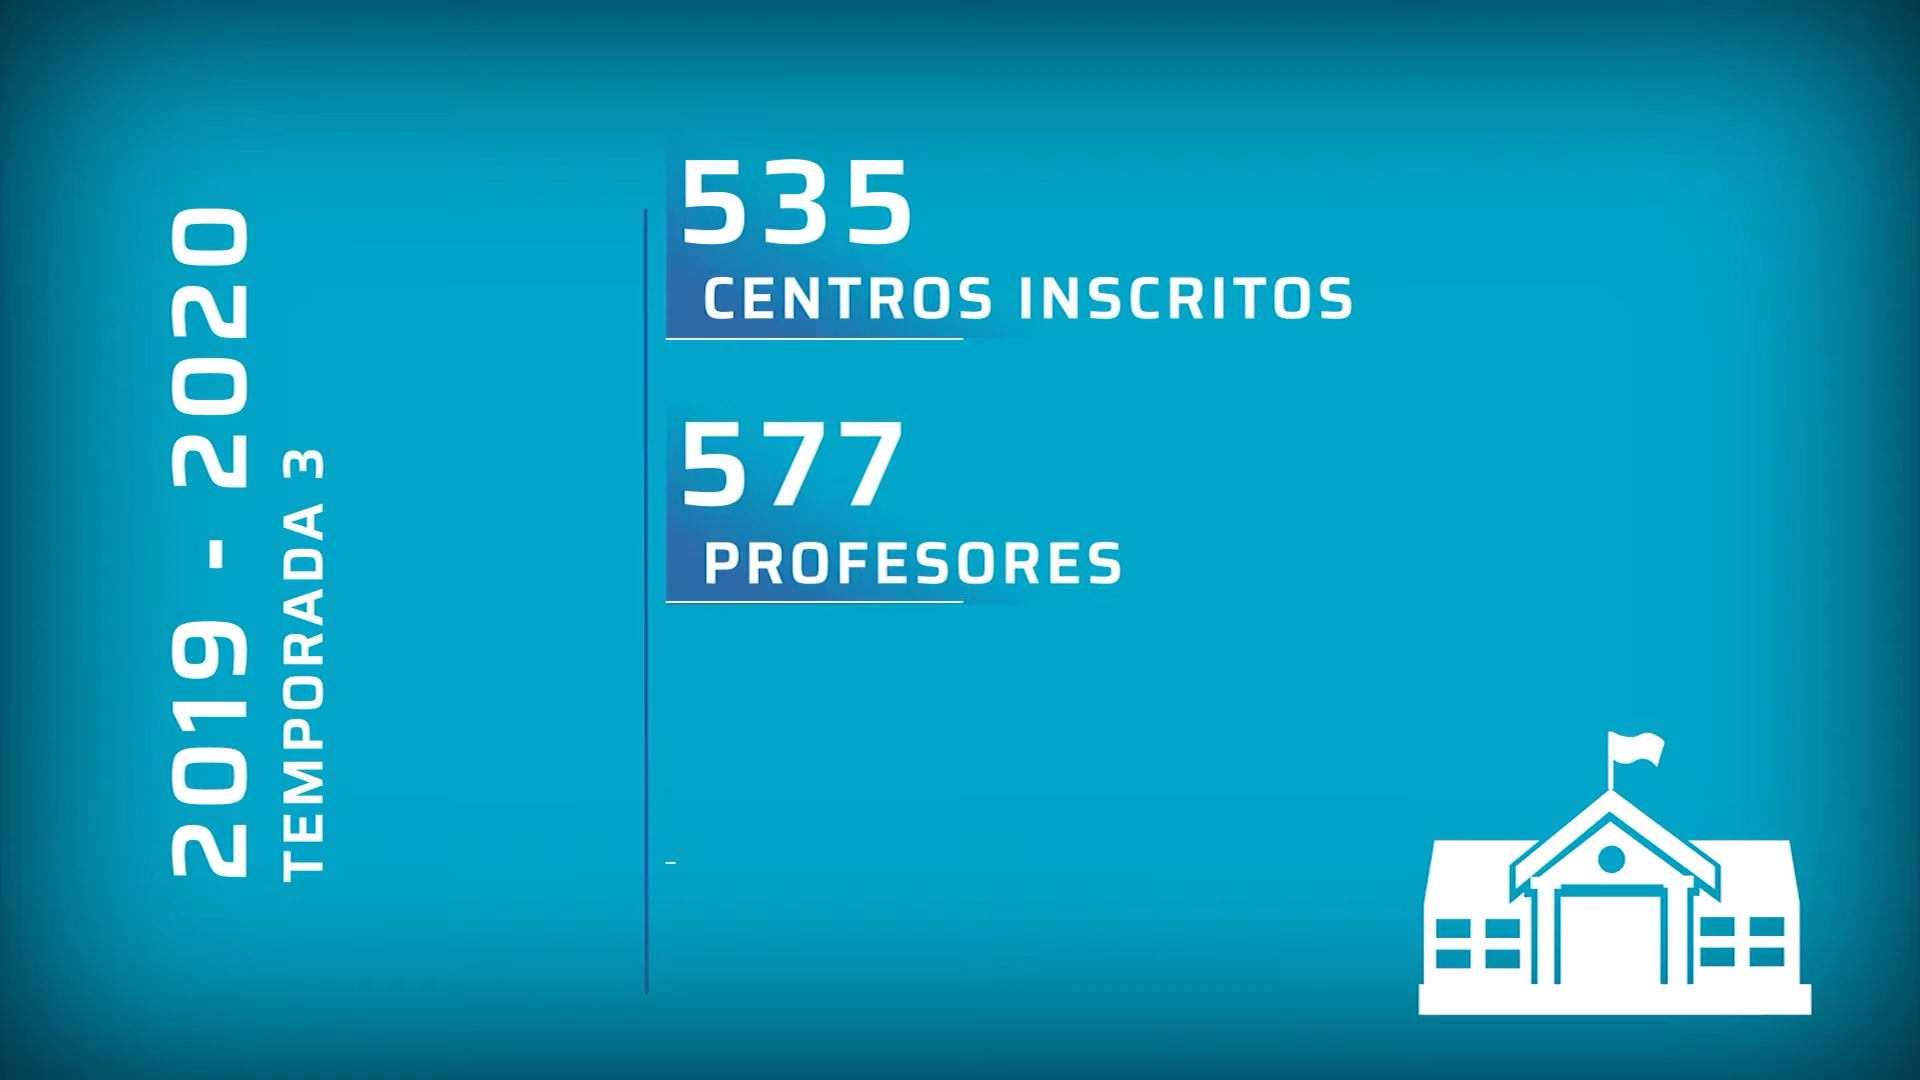 2019 - 2020
TEMPORADA 3
535
CENTROS INSCRITOS
577
PROFESORES